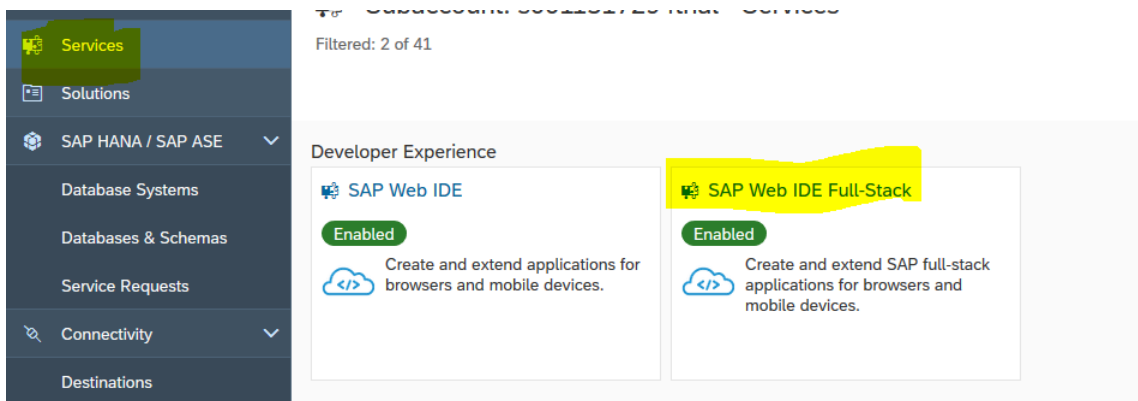 Services
Filtered: 2 of 41
Services
Solutions
SAP HANA / SAP ASE
Database Systems
Databases & Schemas
Service Requests
Connectivity
Destinations
Developer Experience
SAP Web IDE
Enabled
Create and extend applications for
browsers and mobile devices.
SAP Web IDE Full-Stack
Enabled
Create and extend SAP full-stack
applications for browsers and
mobile devices.